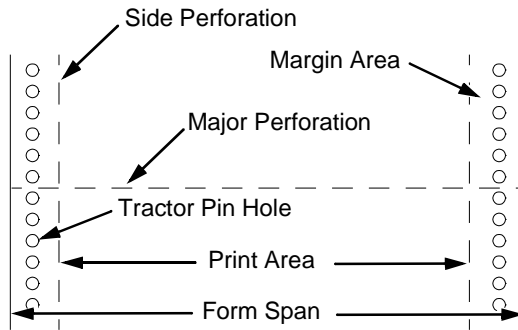 Side Perforation
Margin Area
Major Perforation
Tractor Pin Hole
Print Area
Form Span